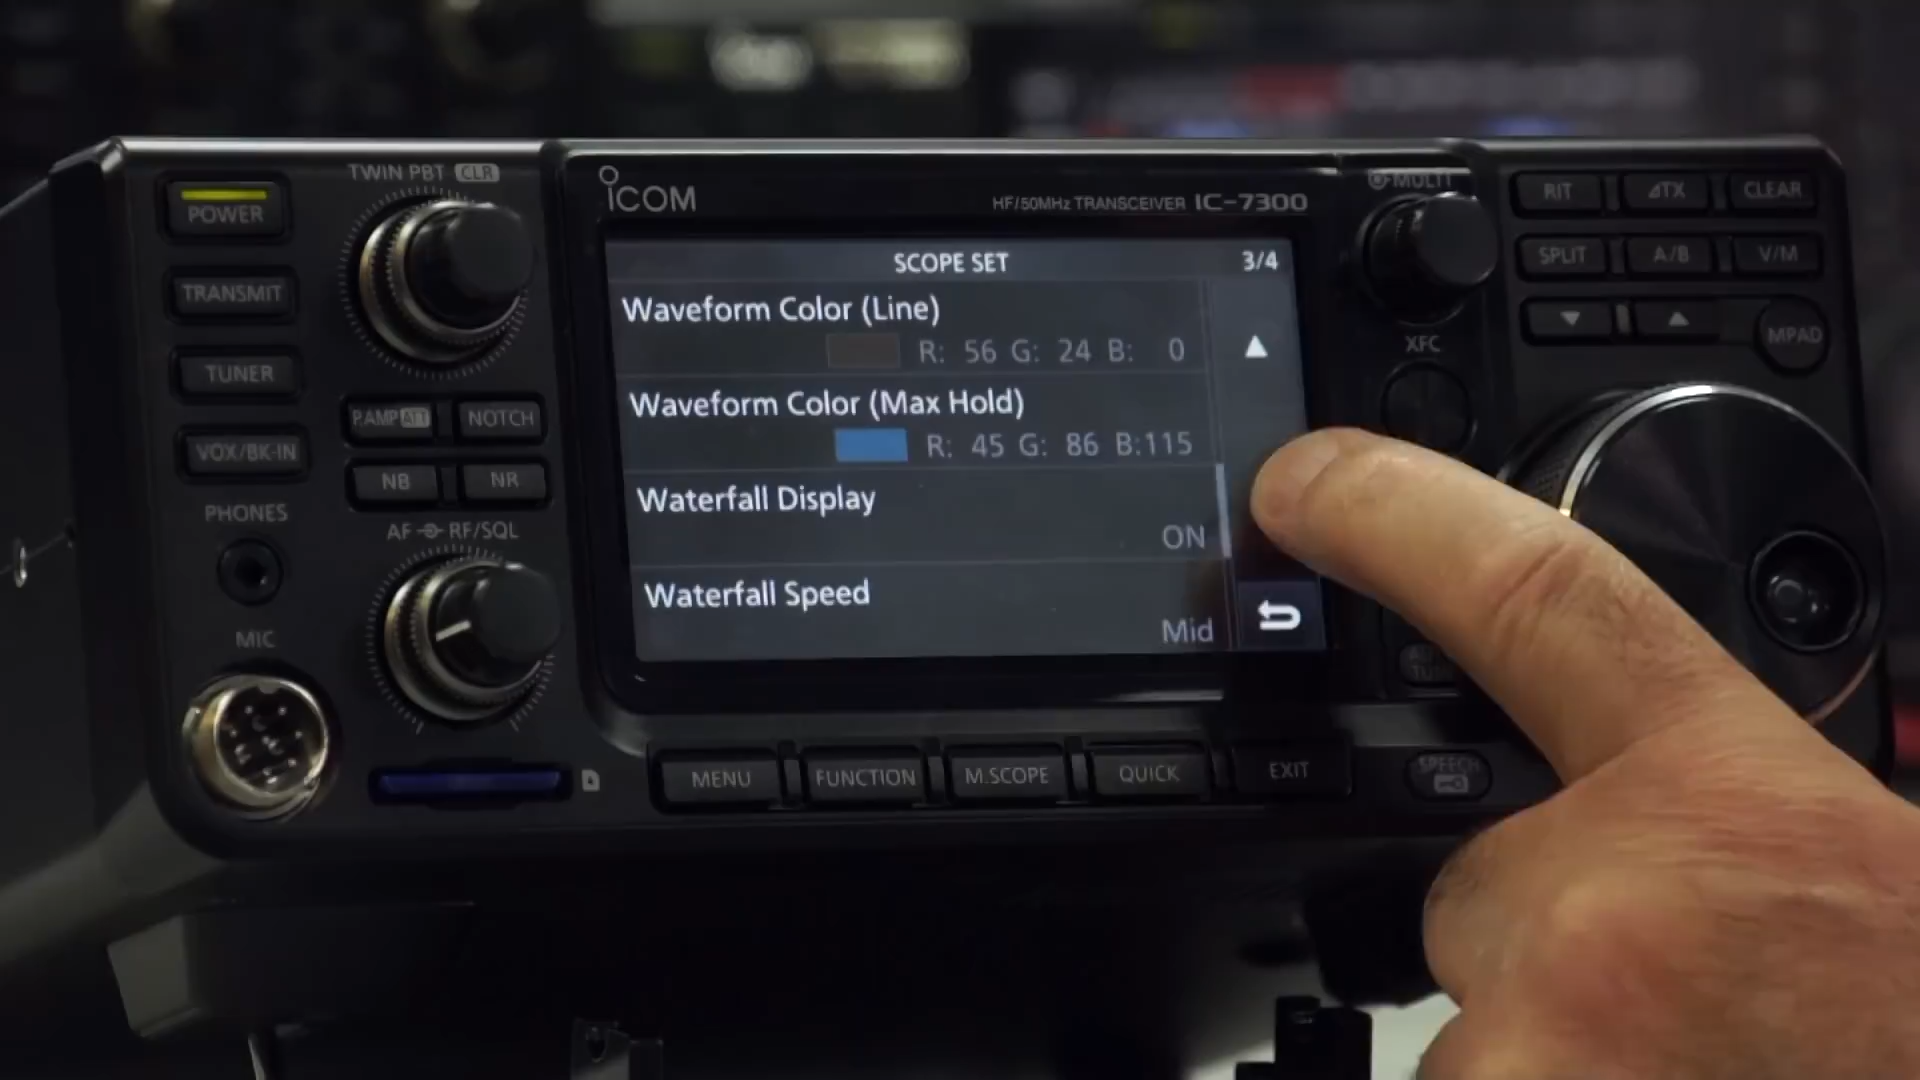 TWIN PBT CLR
POWER
TRANSMIT
TUNER
VOX/BK-IN
P.AMP ATT
NOTCH
NB
NR
PHONES
AF RF/SQL
MIC
ICOM
HF/50MHz TRANSCEIVER IC-7300
SCOPE SET 3/4
Waveform Color (Line)
R: 56 G: 24 B: 0
Waveform Color (Max Hold)
R: 45 G: 86 B:115
Waterfall Display
ON
Waterfall Speed
Mid
MENU
FUNCTION
M.SCOPE
QUICK
EXIT
MULTI
RIT
⊿TX
CLEAR
SPLIT
A/B
V/M
MPAD
XFC
SPEECH